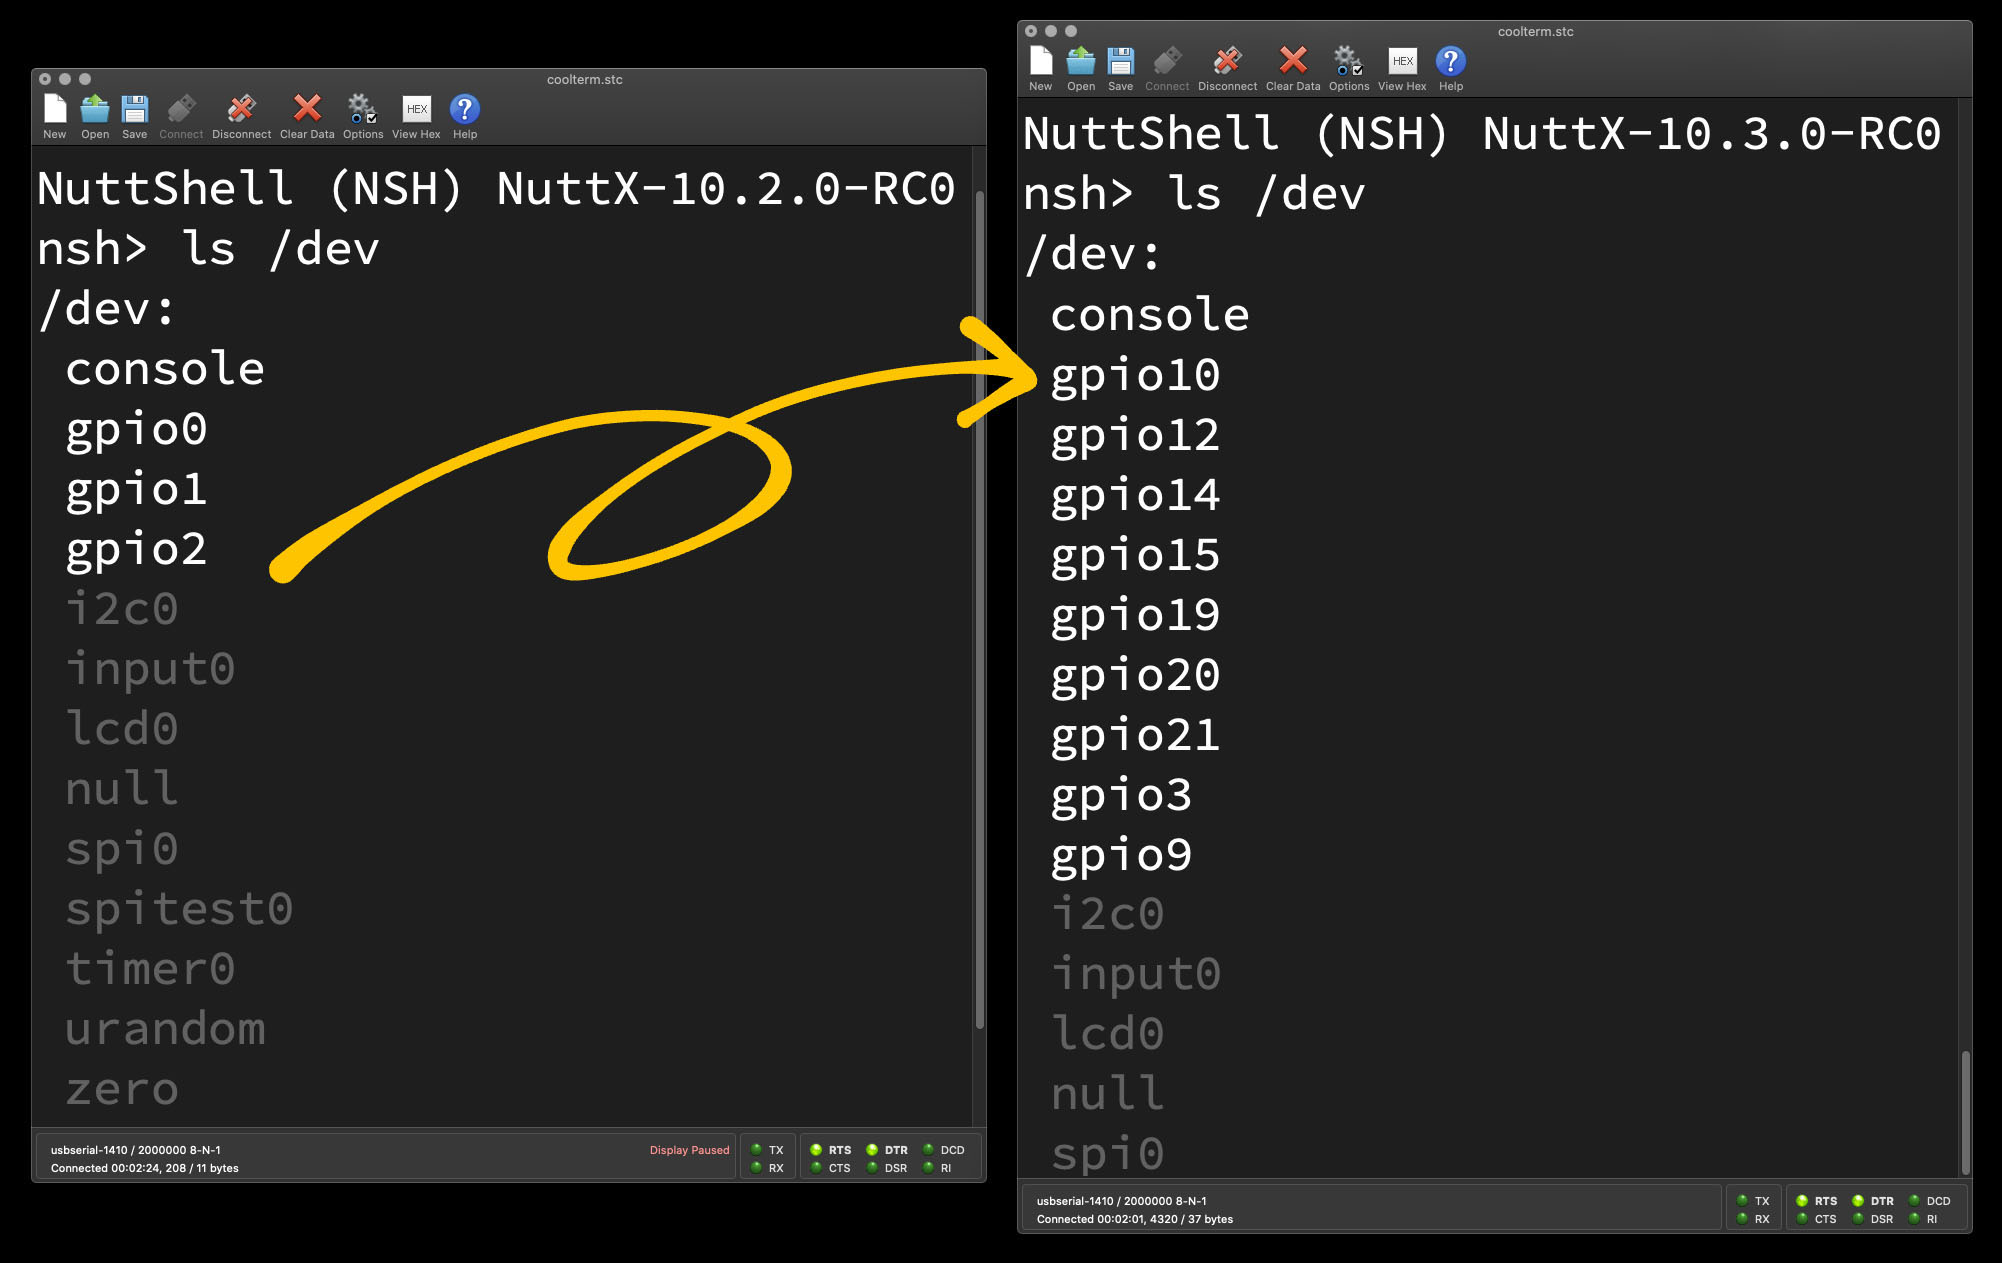 coolterm.stc
New Open Save Connect Disconnect Clear Data Options View Hex Help
HEX
NuttShell (NSH) NuttX-10.2.0-RC0
nsh> ls /dev
/dev:
console
gpio0
gpio1
gpio2
i2c0
input0
lcd0
null
spi0
spitest0
timer0
urandom
zero
usbserial-1410 / 2000000 8-N-1
Display Paused
Connected 00:02:24, 208 / 11 bytes
TX RTS DTR DCD
RX CTS DSR RI
coolterm.stc
HEX
New Open Save Connect Disconnect Clear Data Options View Hex Help
NuttShell (NSH) NuttX-10.3.0-RC0
nsh> ls /dev
/dev:
console
gpio10
gpio12
gpio14
gpio15
gpio19
gpio20
gpio21
gpio3
gpio9
i2c0
input0
lcd0
null
spi0
usbserial-1410 / 2000000 8-N-1
Connected 00:02:01, 4320 / 37 bytes
TX RTS DTR DCD
RX CTS DSR RI